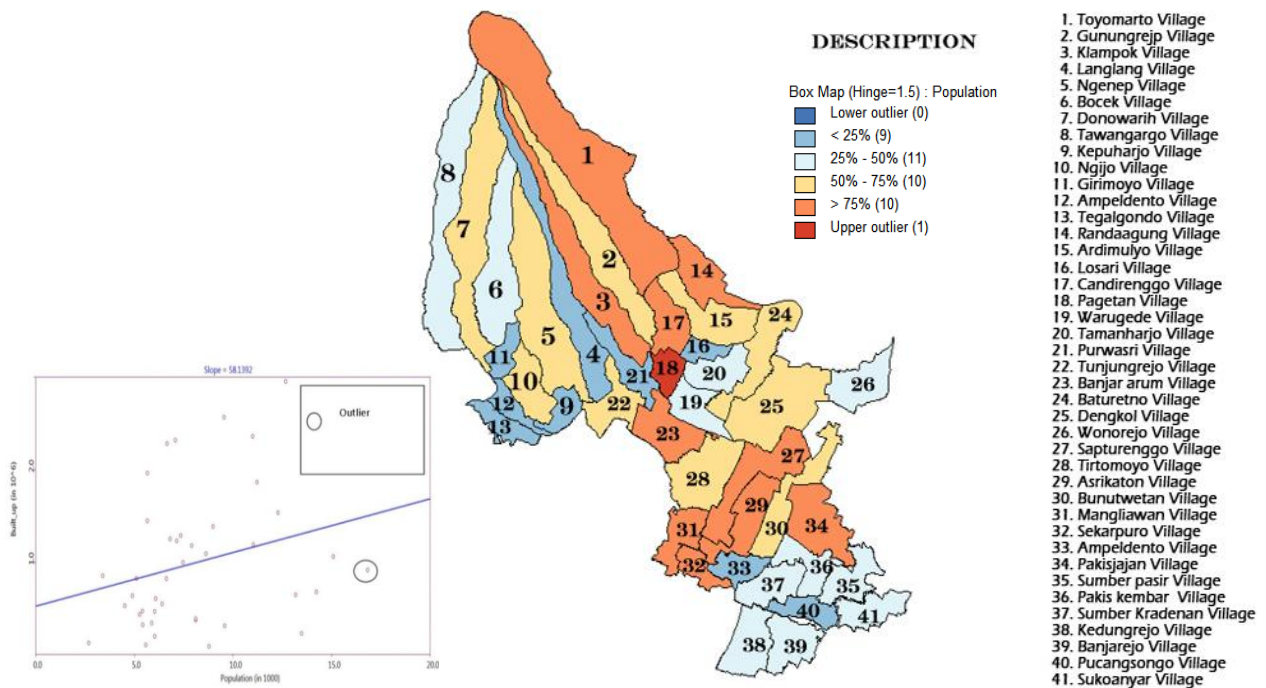 DESCRIPTION
Box Map (Hinge=1.5) : Population
Lower outlier (0)
< 25% (9)
25% - 50% (11)
50% - 75% (10)
> 75% (10)
Upper outlier (1)
1
2
3
4
5
6
7
8
9
10
11
12
13
14
15
16
17
18
19
20
21
22
23
24
25
26
27
28
29
30
31
32
33
34
35
36
37
38
39
40
41
Slope = 58.1392
Outlier
Built_up (in 10^6)
2.0
1.0
0.0
5.0
10.0
15.0
20.0
Population (in 1000)
1. Toyomarto Village
2. Gunungrejp Village
3. Klampok Village
4. Langlang Village
5. Ngenep Village
6. Bocek Village
7. Donowarih Village
8. Tawangargo Village
9. Kepuharjo Village
10. Ngijo Village
11. Girimoyo Village
12. Ampeldento Village
13. Tegalgondo Village
14. Randaagung Village
15. Ardimulyo Village
16. Losari Village
17. Candirenggo Village
18. Pagetan Village
19. Warugede Village
20. Tamanharjo Village
21. Purwasri Village
22. Tunjungrejo Village
23. Banjar arum Village
24. Baturetno Village
25. Dengkol Village
26. Wonorejo Village
27. Sapturenggo Village
28. Tirtomoyo Village
29. Asrikaton Village
30. Bunutwetan Village
31. Mangliawan Village
32. Sekarpuro Village
33. Ampeldento Village
34. Pakisjajan Village
35. Sumber pasir Village
36. Pakis kembar Village
37. Sumber Kradenan Village
38. Kedungrejo Village
39. Banjarejo Village
40. Pucangsongo Village
41. Sukoanyar Village